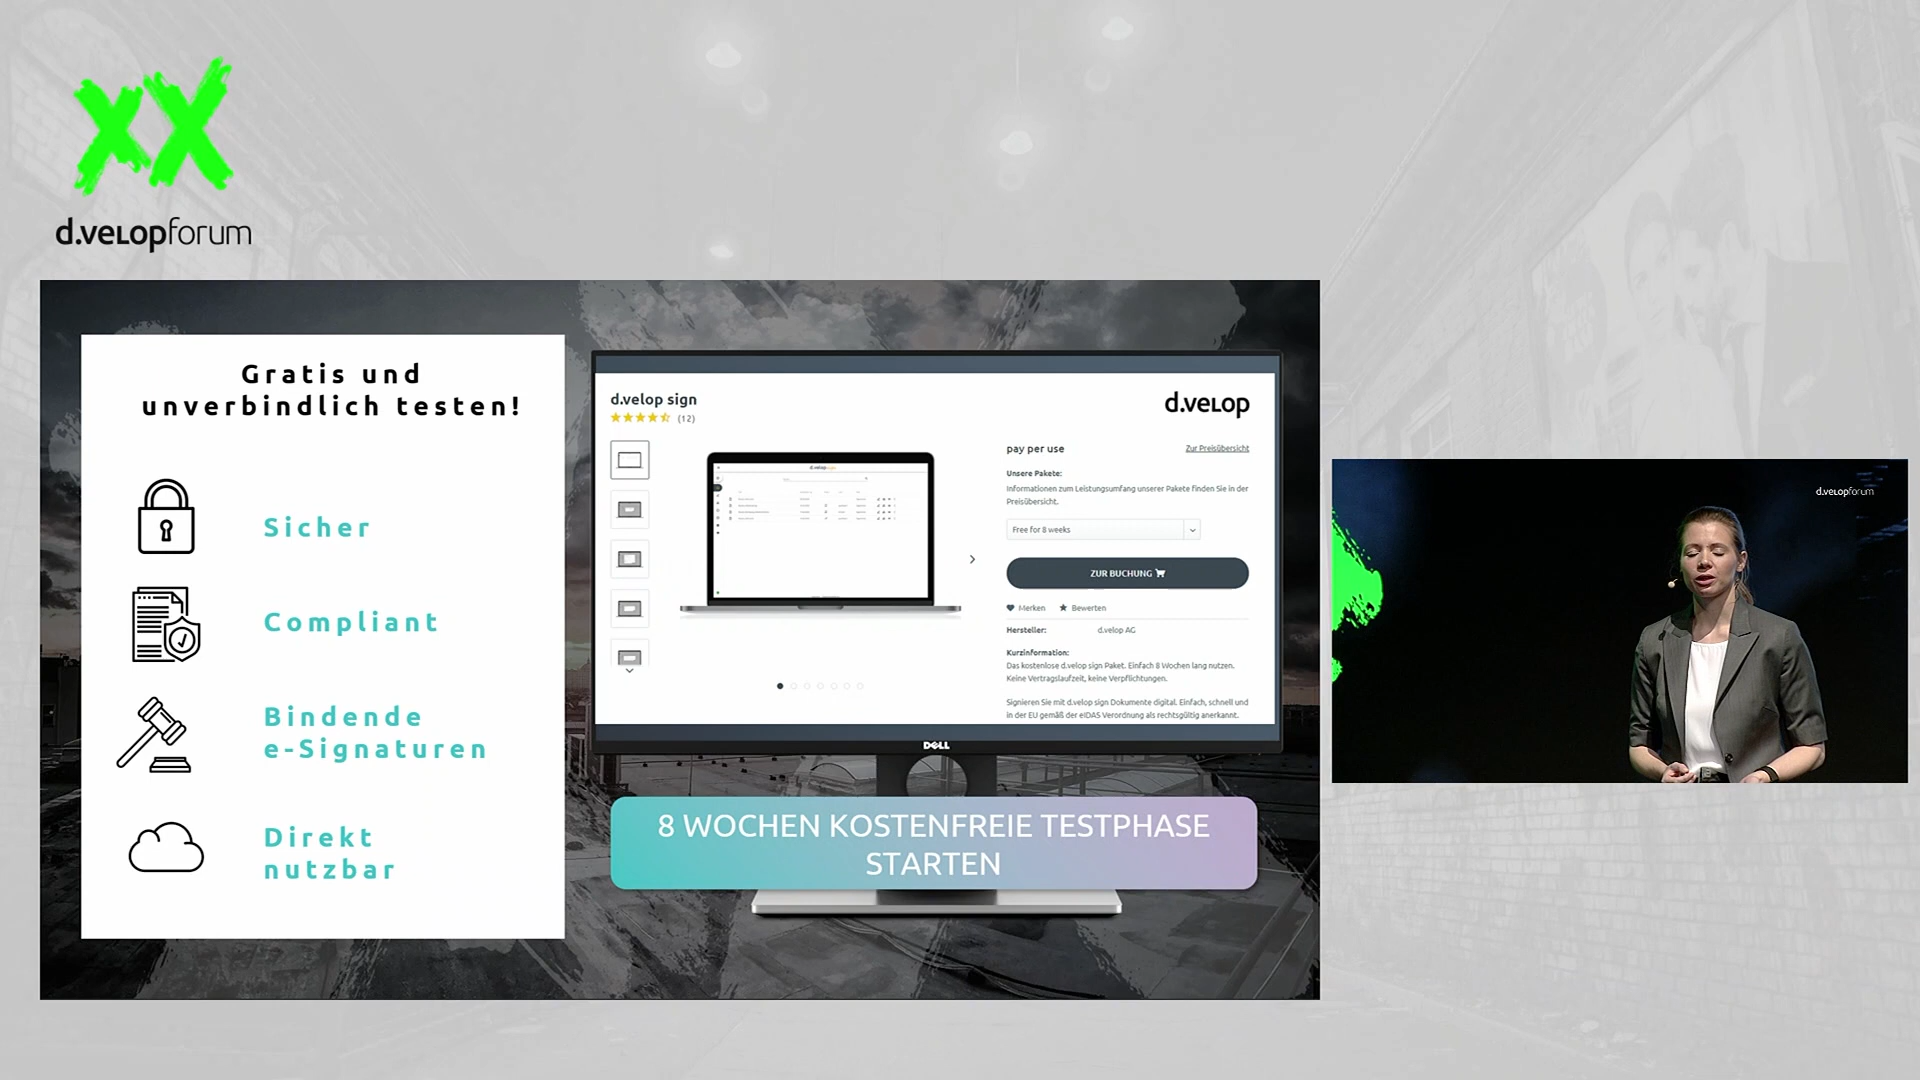 xX
d.velopforum
Gratis und
unverbindlich testen!
Sicher
Compliant
Bindende
e-Signaturen
Direkt
nutzbar
d.velop sign
(12)
d.velop
pay per use
Zur Preisübersicht
Unsere Pakete:
Informationen zum Leistungsumfang unserer Pakete finden Sie in der
Preisübersicht.
Free for 8 weeks
ZUR BUCHUNG
Merken
Bewerten
Hersteller:
d.velop AG
Kurzinformation:
Das kostenlose d.velop sign Paket. Einfach 8 Wochen lang nutzen.
Keine Vertragslaufzeit, keine Verpflichtungen.
Signieren Sie mit d.velop sign Dokumente digital. Einfach, schnell und
in der EU gemäß der eIDAS Verordnung als rechtsgültig anerkannt.
DELL
8 WOCHEN KOSTENFREIE TESTPHASE
STARTEN
d.velopforum